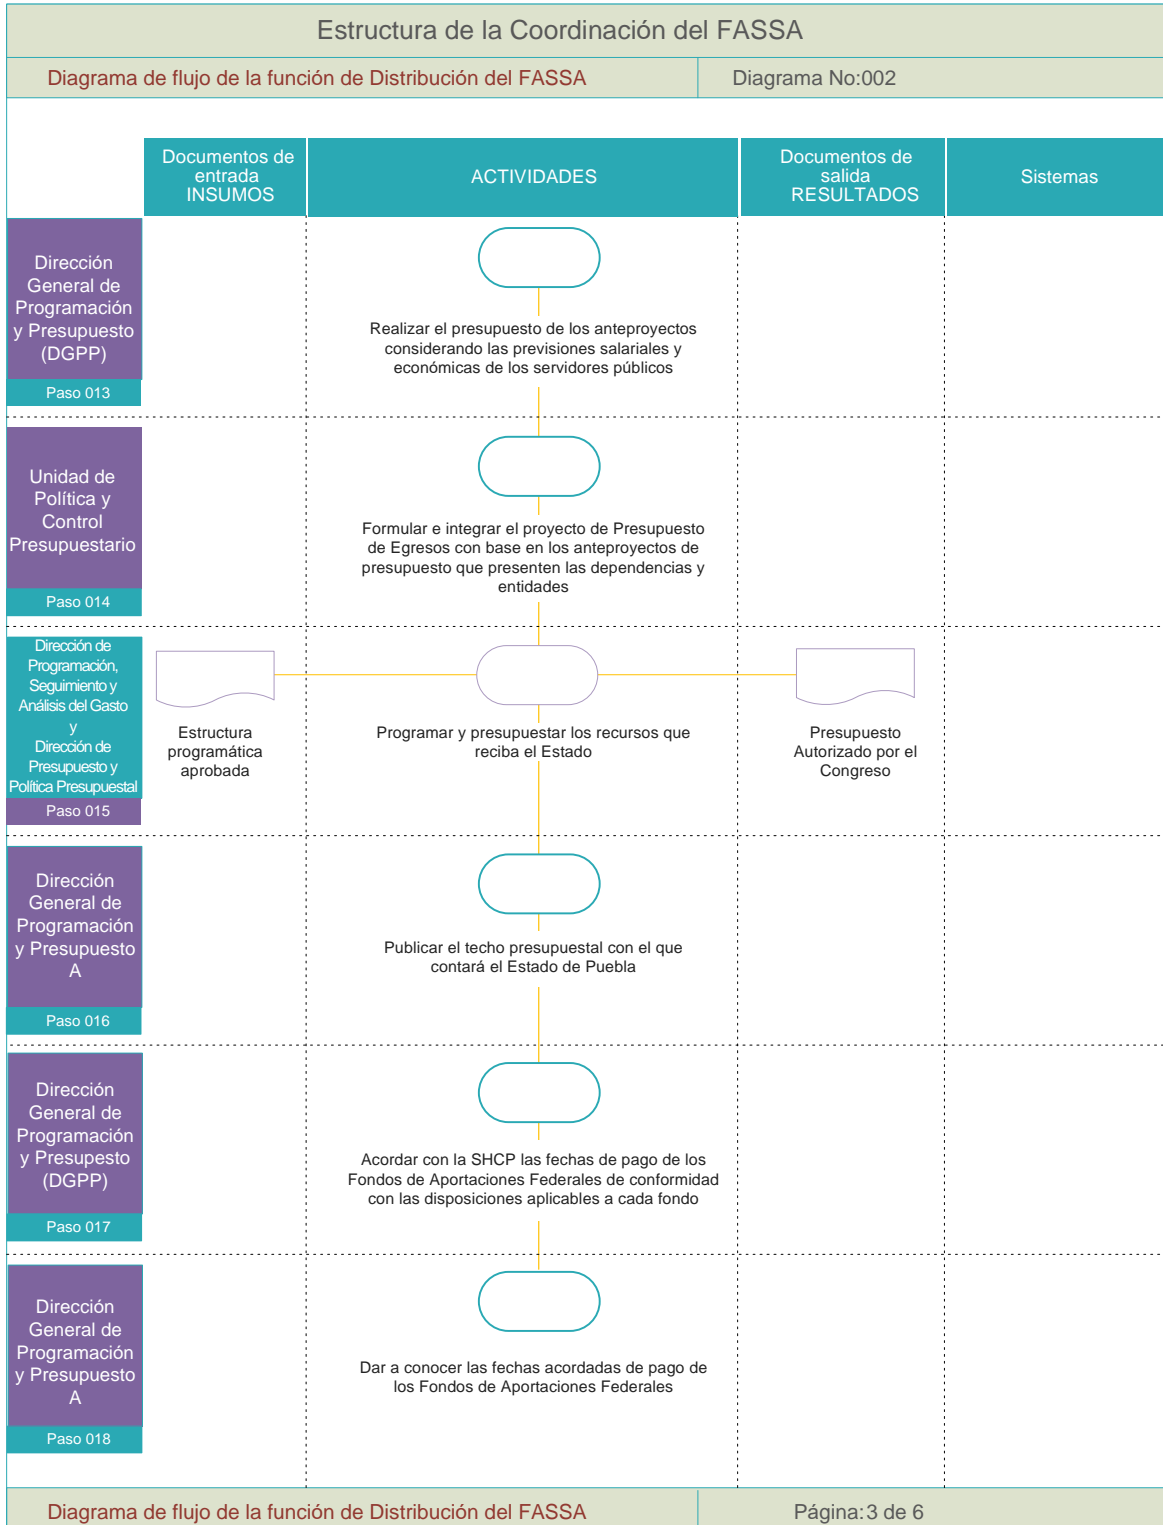 Estructura de la Coordinación del FASSA
Diagrama de flujo de la función de Distribución del FASSA
Diagrama No:002
Documentos de
entrada
INSUMOS
ACTIVIDADES
Documentos de
salida
RESULTADOS
Sistemas
Dirección
General de
Programación
y Presupuesto
(DGPP)
Paso 013
Realizar el presupuesto de los anteproyectos
considerando las previsiones salariales y
económicas de los servidores públicos
Unidad de
Política y
Control
Presupuestario
Paso 014
Formular e integrar el proyecto de Presupuesto
de Egresos con base en los anteproyectos de
presupuesto que presenten las dependencias y
entidades
Dirección de
Programación,
Seguimiento y
Análisis del Gasto
y
Dirección de
Presupuesto y
Política Presupuestal
Paso 015
Estructura
programática
aprobada
Programar y presupuestar los recursos que
reciba el Estado
Presupuesto
Autorizado por el
Congreso
Dirección
General de
Programación
y Presupuesto
A
Paso 016
Publicar el techo presupuestal con el que
contará el Estado de Puebla
Dirección
General de
Programación
y Presupesto
(DGPP)
Paso 017
Acordar con la SHCP las fechas de pago de los
Fondos de Aportaciones Federales de conformidad
con las disposiciones aplicables a cada fondo
Dirección
General de
Programación
y Presupuesto
A
Paso 018
Dar a conocer las fechas acordadas de pago de
los Fondos de Aportaciones Federales
Diagrama de flujo de la función de Distribución del FASSA
Página:3 de 6